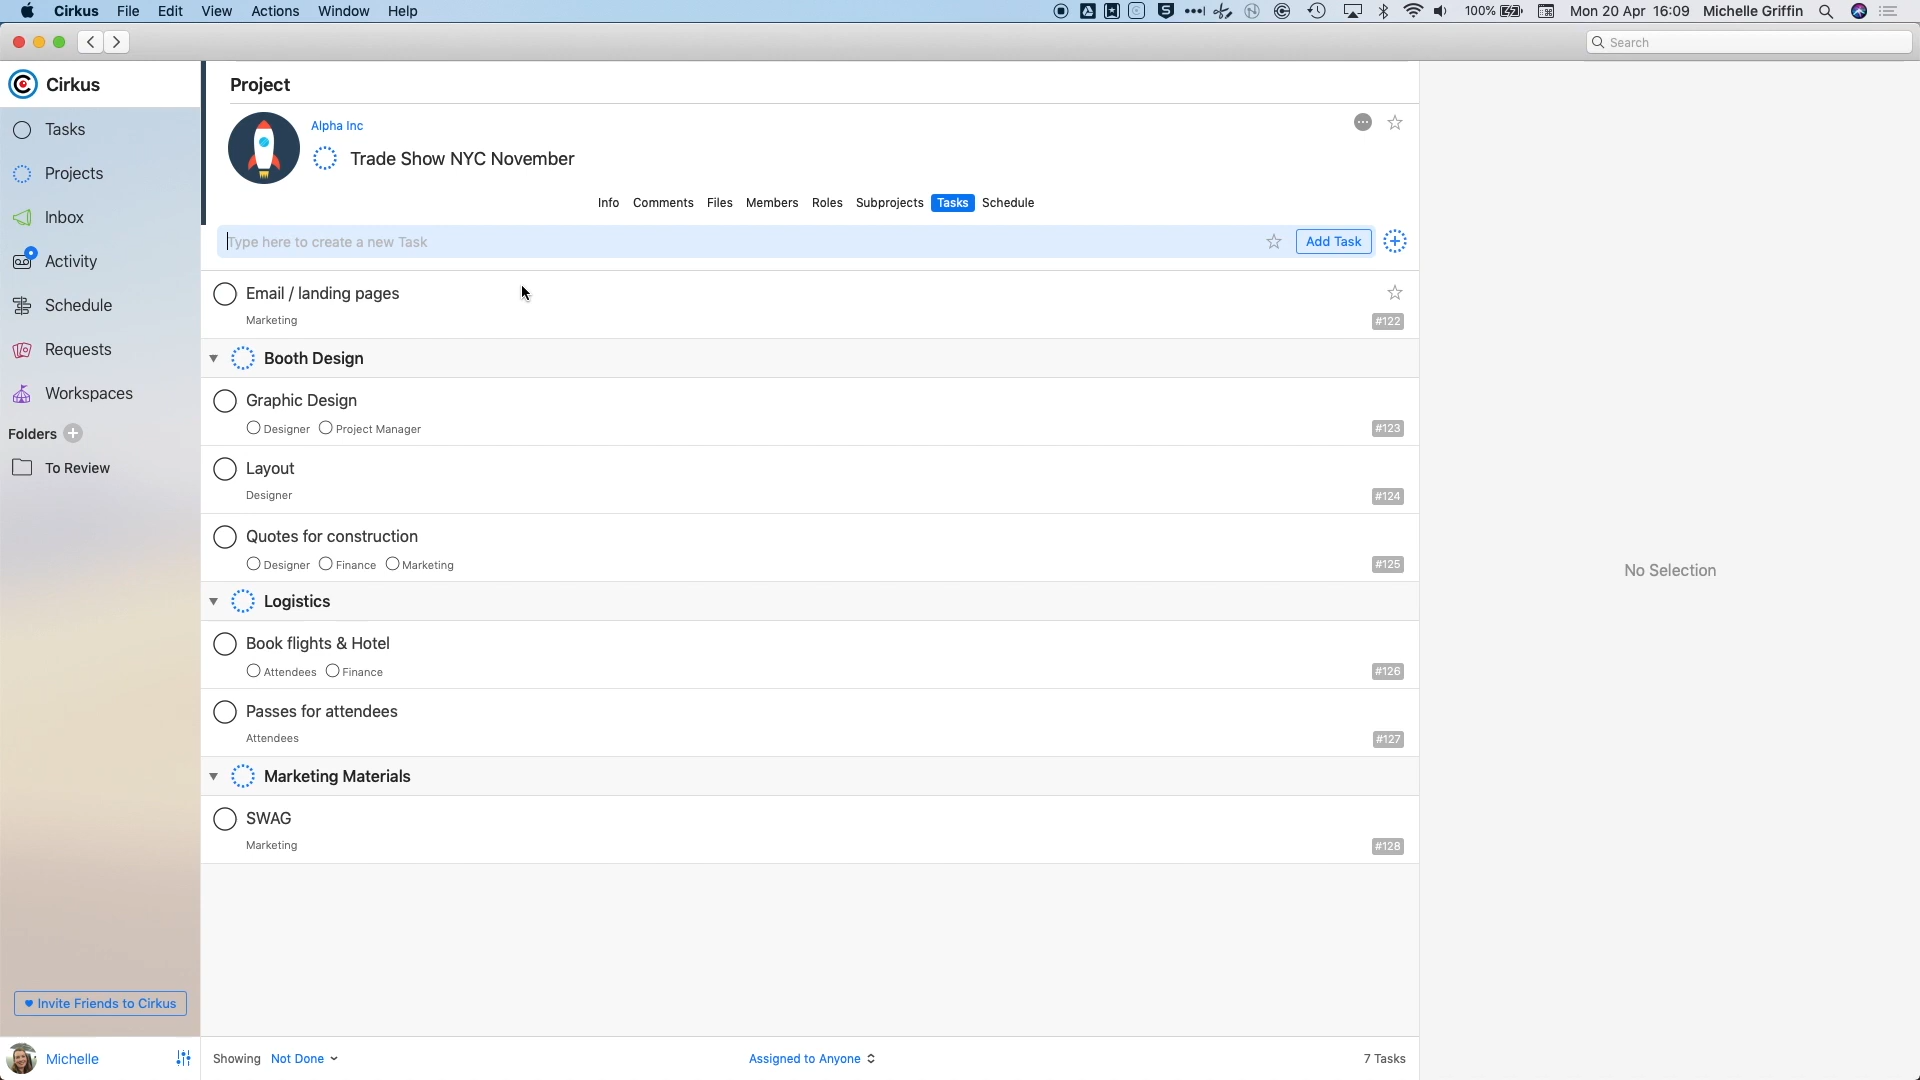 Cirkus File Edit View Actions Window Help 100% Mon 20 Apr 16:09 Michelle Griffin
Search
Cirkus
Tasks
Projects
Inbox
Activity
Schedule
Requests
Workspaces
Folders
To Review
Invite Friends to Cirkus
Michelle
Project
Alpha Inc
Trade Show NYC November
Info Comments Files Members Roles Subprojects Tasks Schedule
Type here to create a new Task Add Task
Email / landing pages
Marketing #122
Booth Design
Graphic Design
Designer Project Manager #123
Layout
Designer #124
Quotes for construction
Designer Finance Marketing #125
Logistics
Book flights & Hotel
Attendees Finance #126
Passes for attendees
Attendees #127
Marketing Materials
SWAG
Marketing #128
Showing Not Done Assigned to Anyone 7 Tasks
No Selection